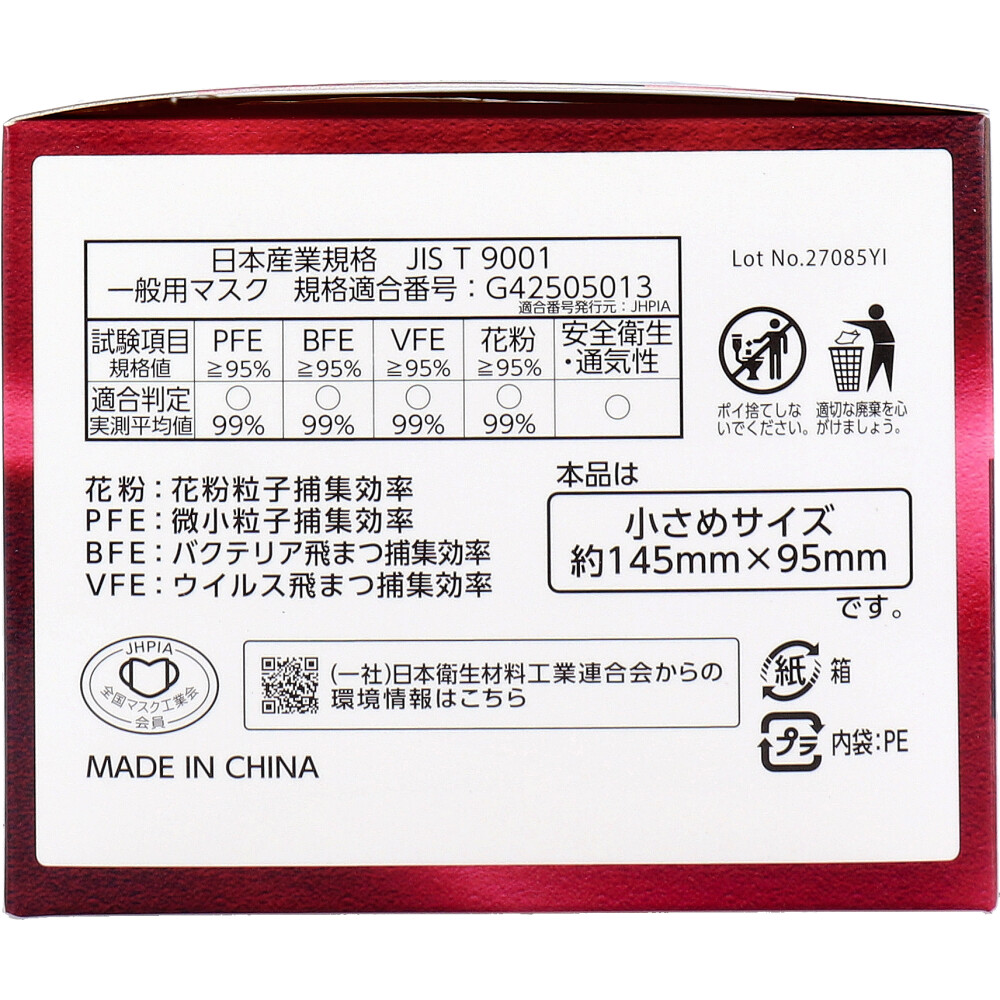 日本産業規格 JIS T 9001
一般用マスク 規格適合番号：G42505013
適合番号発行元：JHPIA
試験項目 PFE BFE VFE 花粉 安全衛生
規格値 ≧95% ≧95% ≧95% ≧95% ・通気性
適合判定 ○ ○ ○ ○ ○
実測平均値 99% 99% 99% 99%
Lot No.27085YI
ポイ捨てしな
いでください。
適切な廃棄を心
がけましょう。
花粉：花粉粒子捕集効率
PFE：微小粒子捕集効率
BFE：バクテリア飛まつ捕集効率
VFE：ウイルス飛まつ捕集効率
本品は
小さめサイズ
約145mm×95mm
です。
JHPIA
全国マスク工業会
会員
(一社)日本衛生材料工業連合会からの
環境情報はこちら
紙 箱
プラ 内袋：PE
MADE IN CHINA